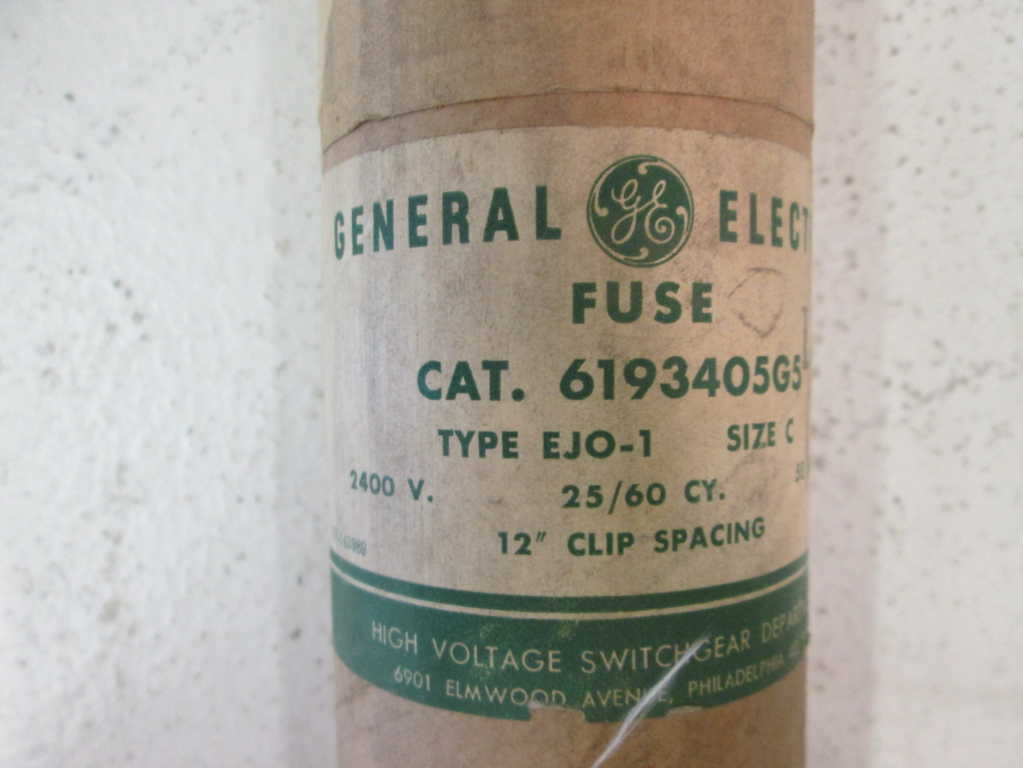 GENERAL GE ELECT
FUSE
CAT. 6193405G5
TYPE EJO-1 SIZE C
2400 V. 25/60 CY.
12" CLIP SPACING
HIGH VOLTAGE SWITCHGEAR DEPAR
6901 ELMWOOD AVENUE, PHILADELPHIA